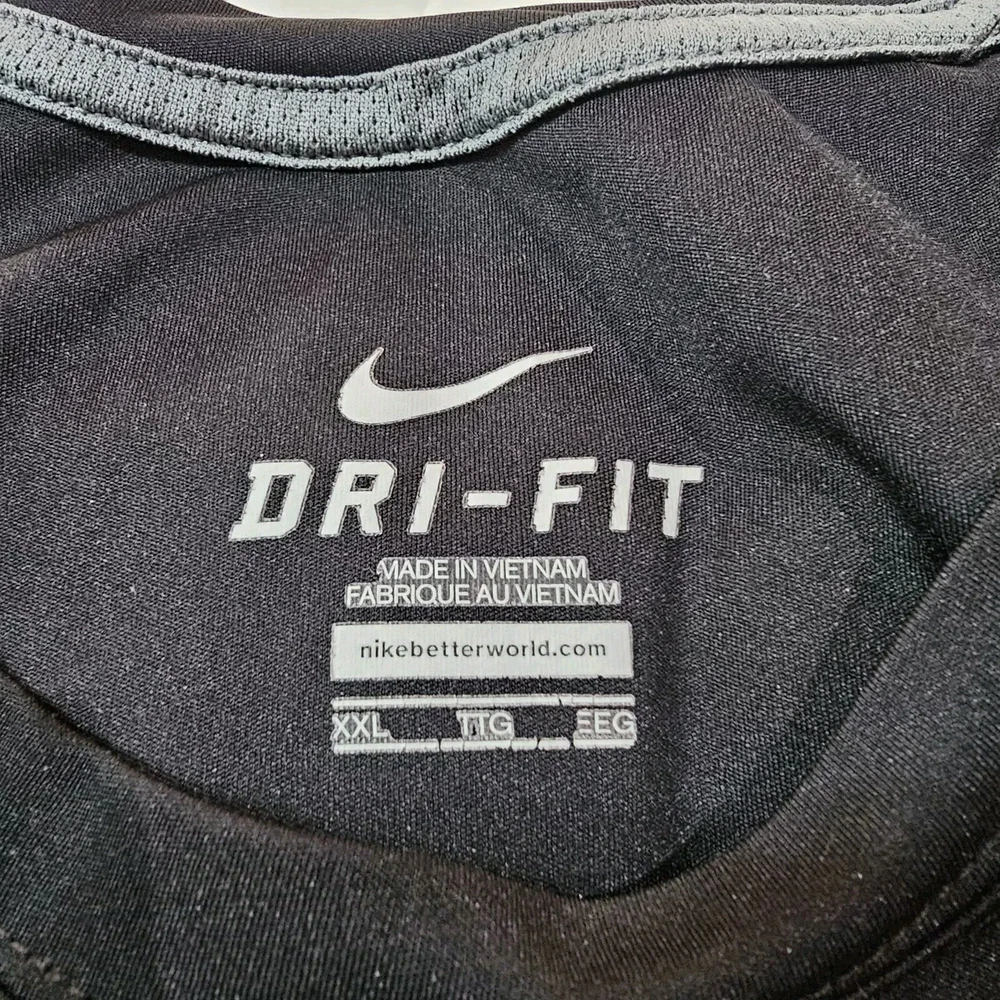 DRI-FIT
MADE IN VIETNAM
FABRIQUE AU VIETNAM
nikebetterworld.com
XXL TTG EEG